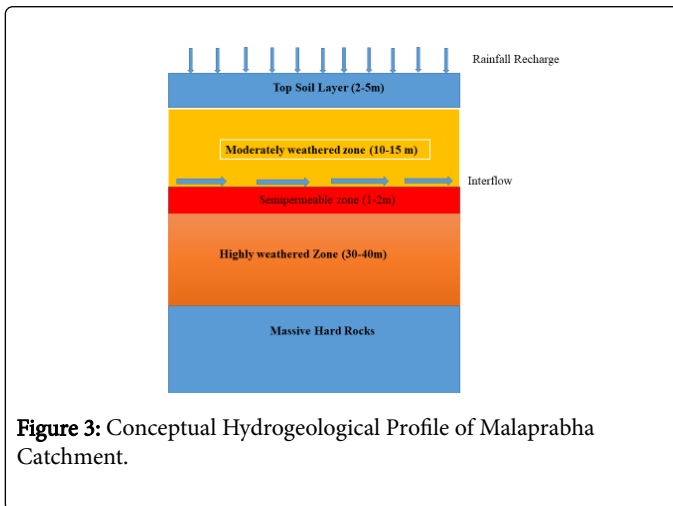 Rainfall Recharge
Top Soil Layer (2-5m)
Moderately weathered zone (10-15 m)
Interflow
Semipermeable zone (1-2m)
Highly weathered Zone (30-40m)
Massive Hard Rocks
Figure 3: Conceptual Hydrogeological Profile of Malaprabha
Catchment.